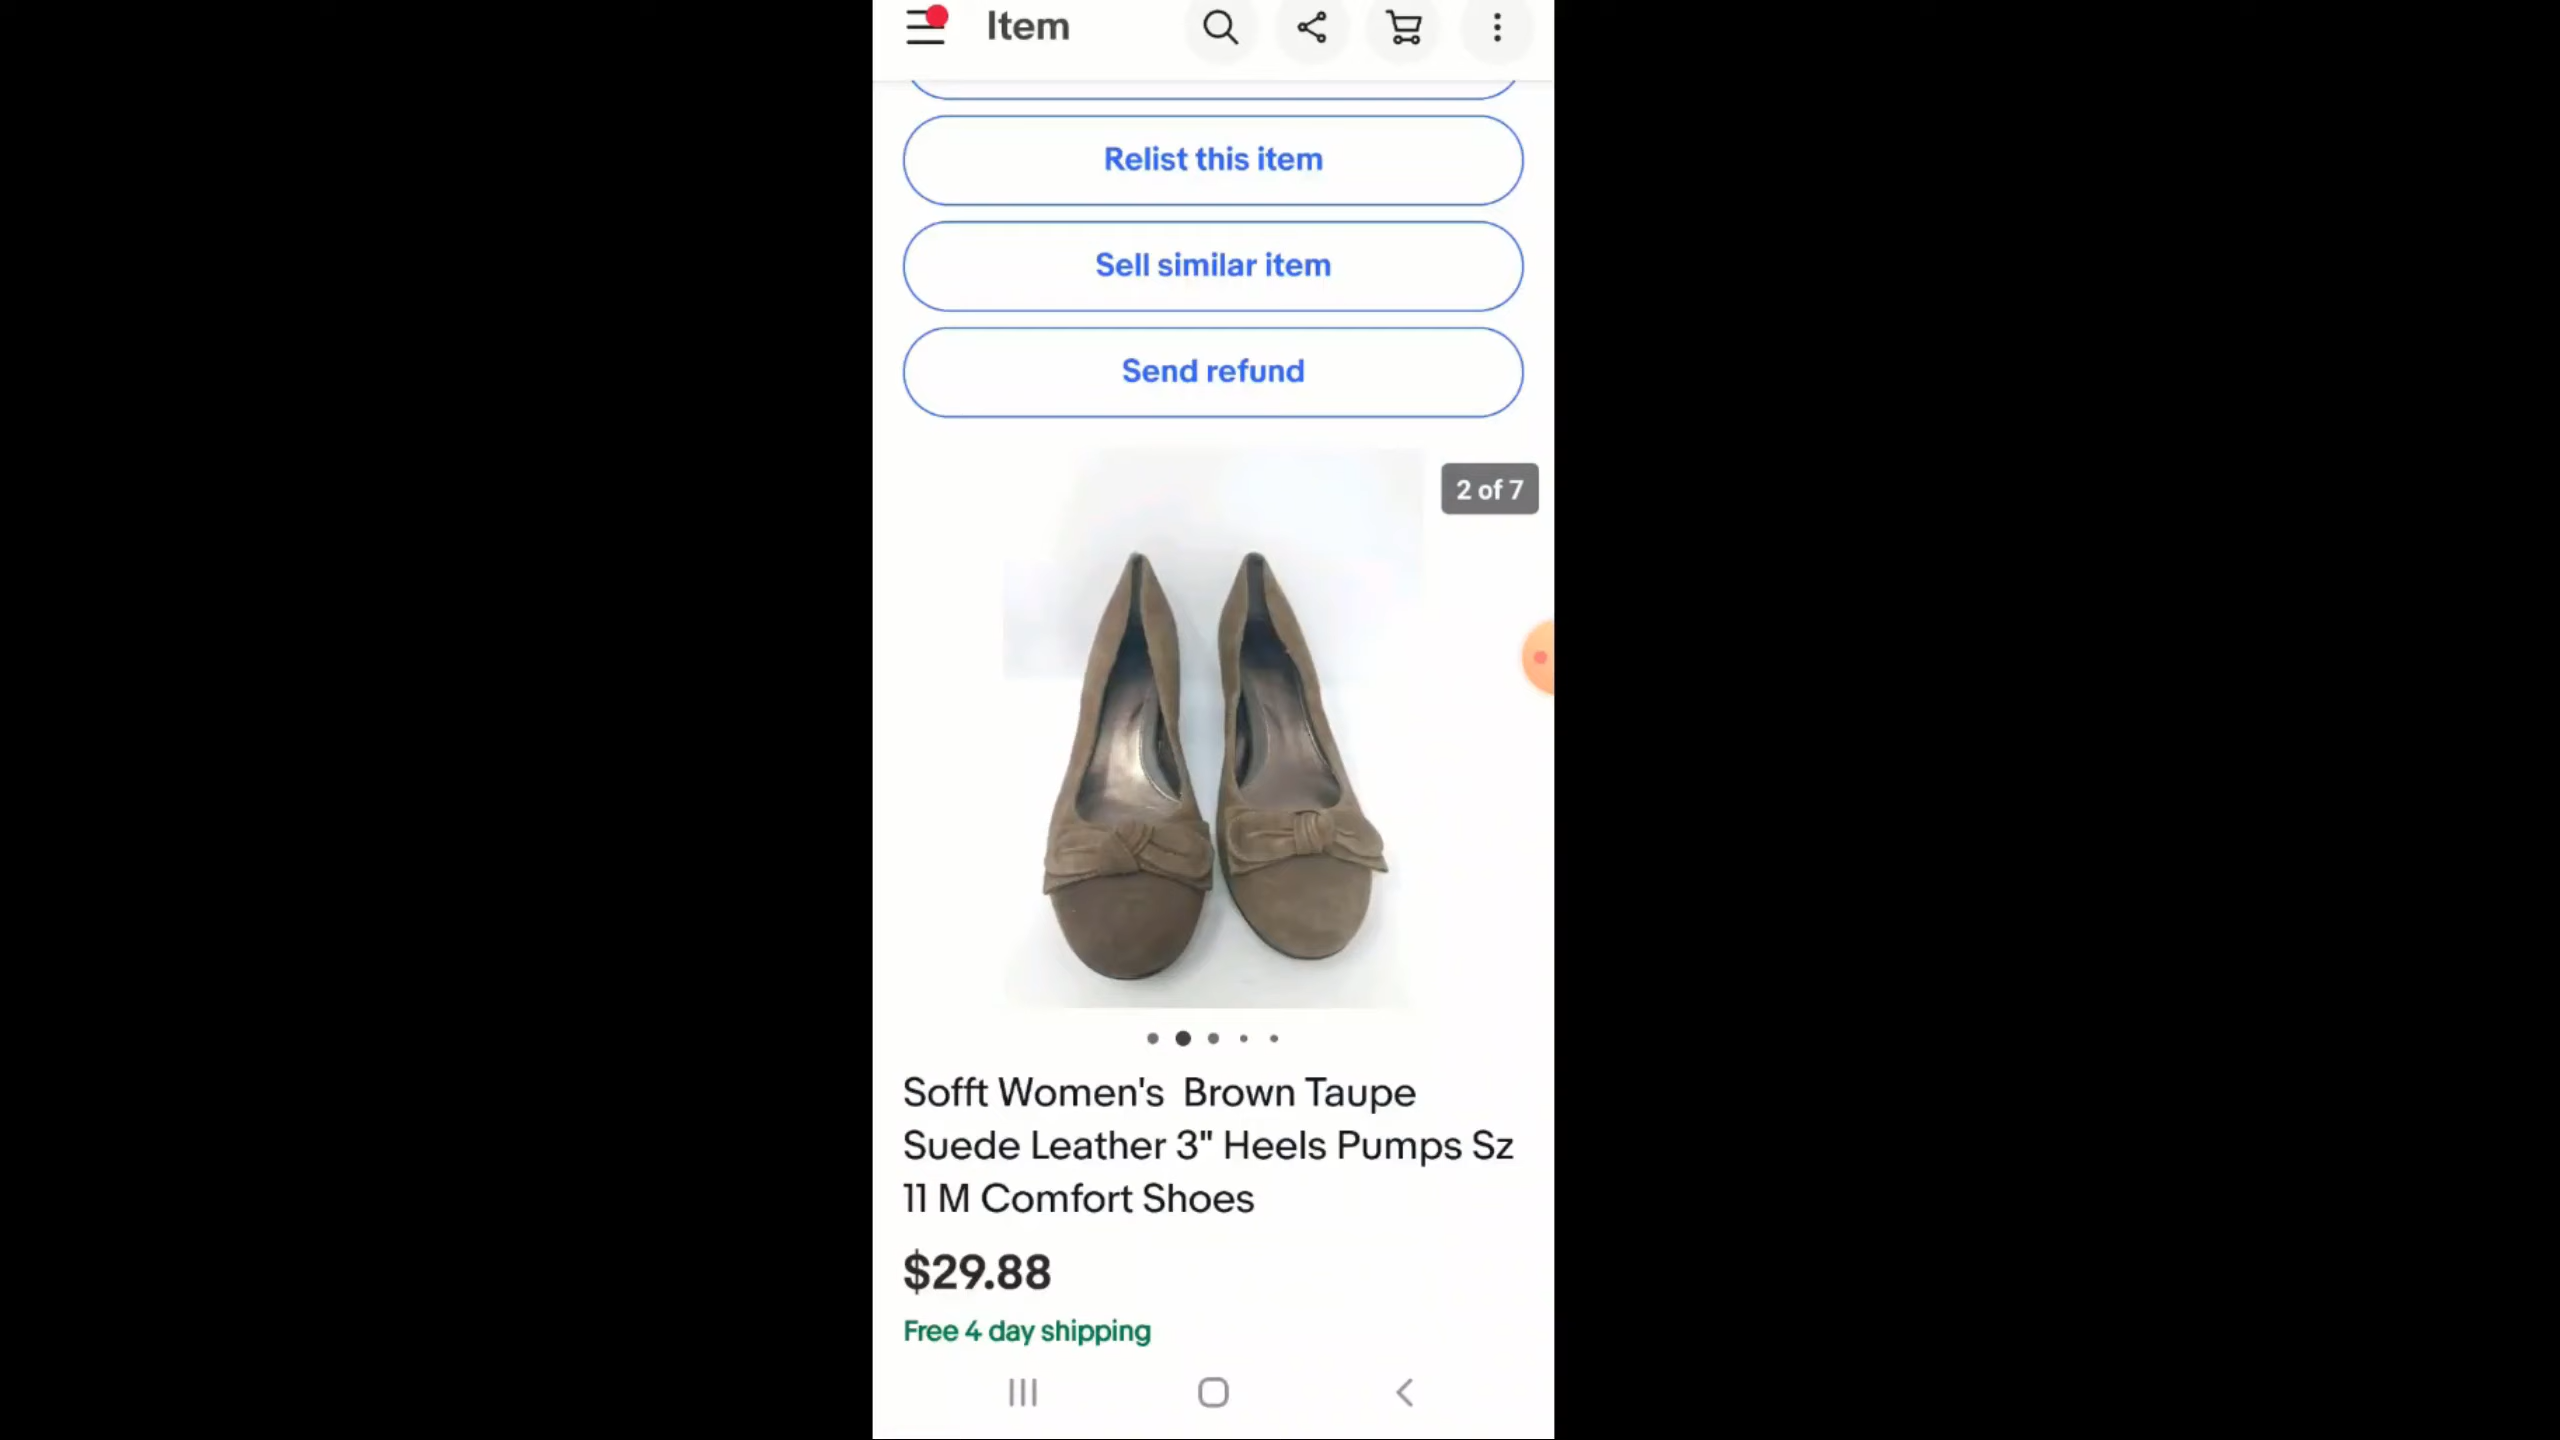 Item
Relist this item
Sell similar item
Send refund
2 of 7
Sofft Women's  Brown Taupe
Suede Leather 3" Heels Pumps Sz
11 M Comfort Shoes
$29.88
Free 4 day shipping